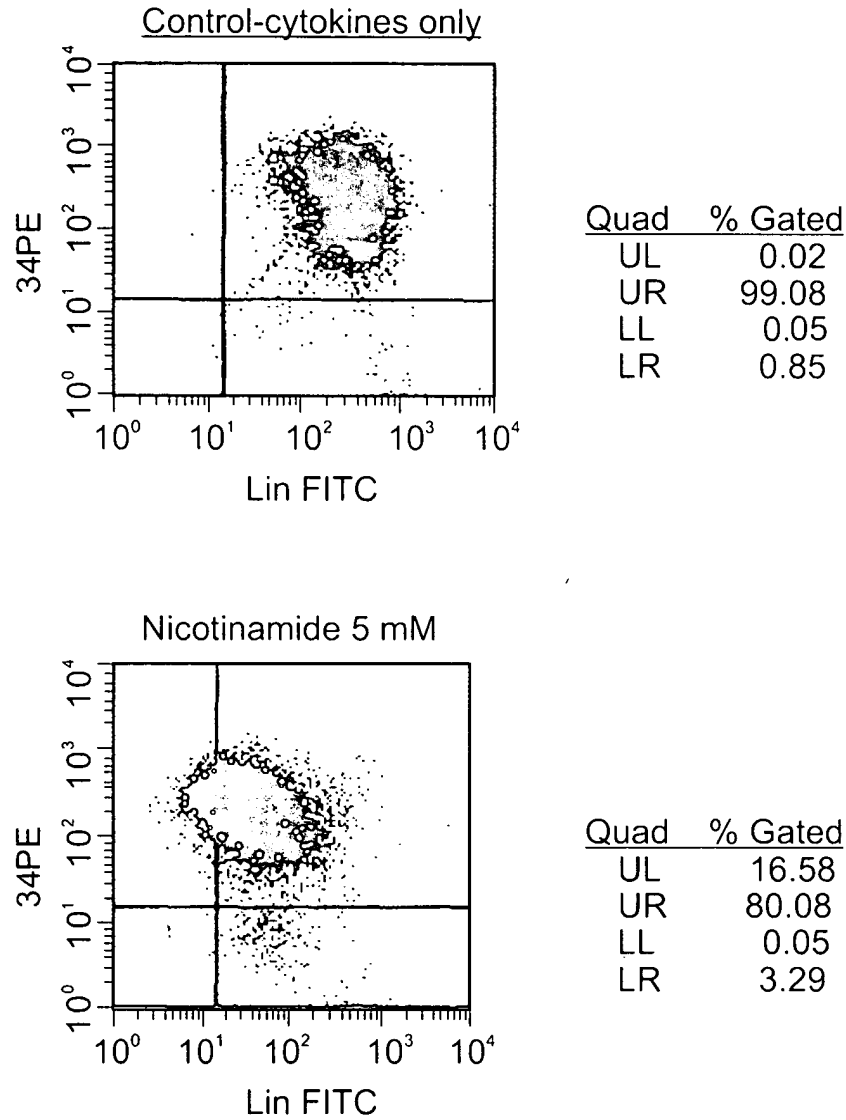 Control-cytokines only
10⁴
10³
10²
10¹
10⁰
34PE
10⁰ 10¹ 10² 10³ 10⁴
Lin FITC
Quad % Gated
UL 0.02
UR 99.08
LL 0.05
LR 0.85
Nicotinamide 5 mM
10⁴
10³
10²
10¹
10⁰
34PE
10⁰ 10¹ 10² 10³ 10⁴
Lin FITC
Quad % Gated
UL 16.58
UR 80.08
LL 0.05
LR 3.29